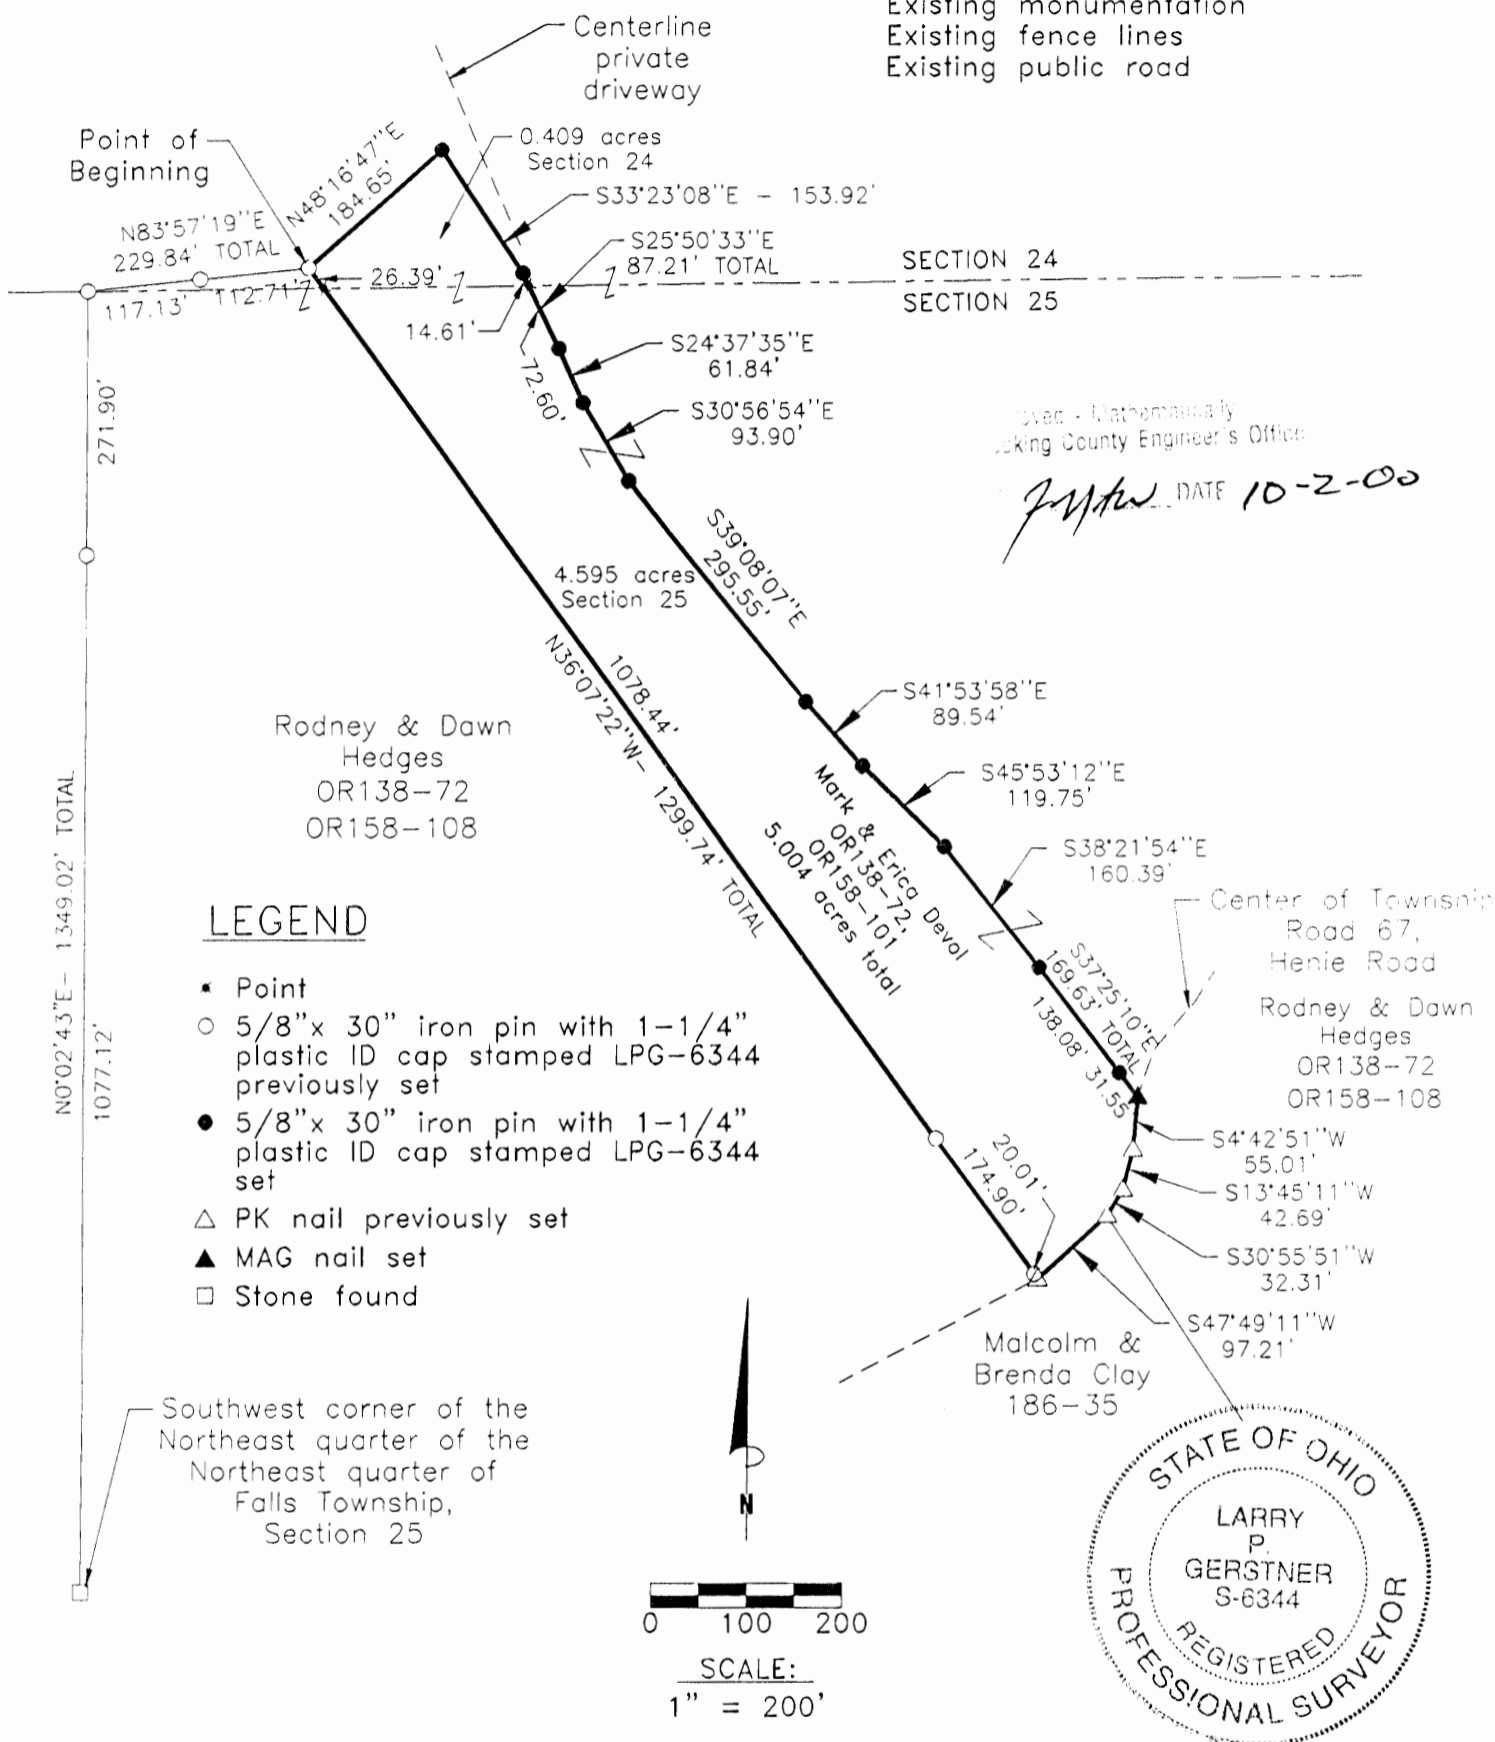 Existing monumentation
Existing fence lines
Existing public road
Centerline
private
driveway
Point of
Beginning
0.409 acres
Section 24
N48°16'47"E
184.65'
S33°23'08"E - 153.92'
N83°57'19"E
229.84' TOTAL
S25°50'33"E
87.21' TOTAL
SECTION 24
SECTION 25
26.39'
117.13'
112.71'
14.61'
72.60'
S24°37'35"E
61.84'
S30°56'54"E
93.90'
271.90'
Mathematically
King County Engineer's Office
DATE 10-2-00
S39°08'07"E
295.55'
4.595 acres
Section 25
1078.44'
N36°07'22"W- 1299.74' TOTAL
S41°53'58"E
89.54'
Rodney & Dawn
Hedges
OR138-72
OR158-108
S45°53'12"E
119.75'
Mark & Erica Devol
OR138-72,
OR158-101
5.004 acres total
S38°21'54"E
160.39'
N0°02'43"E- 1349.02' TOTAL
1077.12'
Center of Township
Road 67,
Henie Road
S37°25'10"E
169.63' TOTAL
138.08'
31.55
Rodney & Dawn
Hedges
OR138-72
OR158-108
LEGEND
Point
5/8"x 30" iron pin with 1-1/4"
plastic ID cap stamped LPG-6344
previously set
5/8"x 30" iron pin with 1-1/4"
plastic ID cap stamped LPG-6344
set
PK nail previously set
MAG nail set
Stone found
20.01'
174.90'
S4°42'51"W
55.01'
S13°45'11"W
42.69'
S30°55'51"W
32.31'
S47°49'11"W
97.21'
Malcolm &
Brenda Clay
186-35
Southwest corner of the
Northeast quarter of the
Northeast quarter of
Falls Township,
Section 25
N
0 100 200
SCALE:
1" = 200'
STATE OF OHIO
LARRY
P.
GERSTNER
S-6344
REGISTERED
PROFESSIONAL SURVEYOR